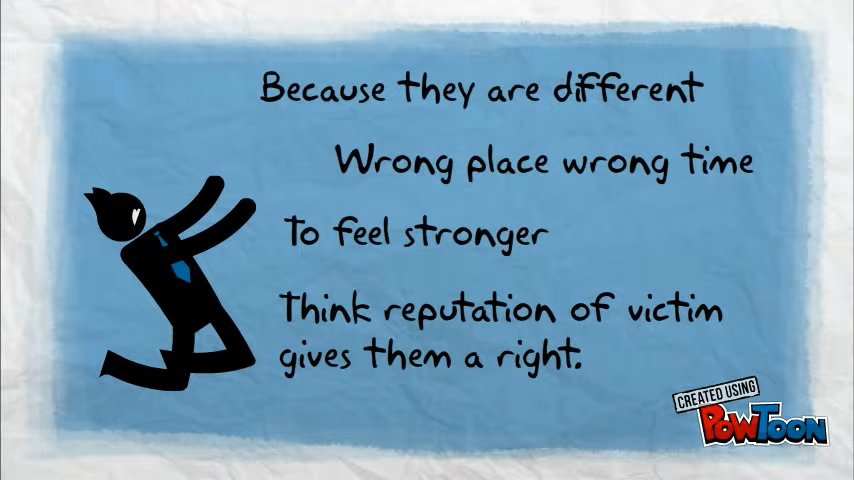 Because they are different
Wrong place wrong time
To feel stronger
Think reputation of victim
gives them a right.
CREATED USING
POWTOON